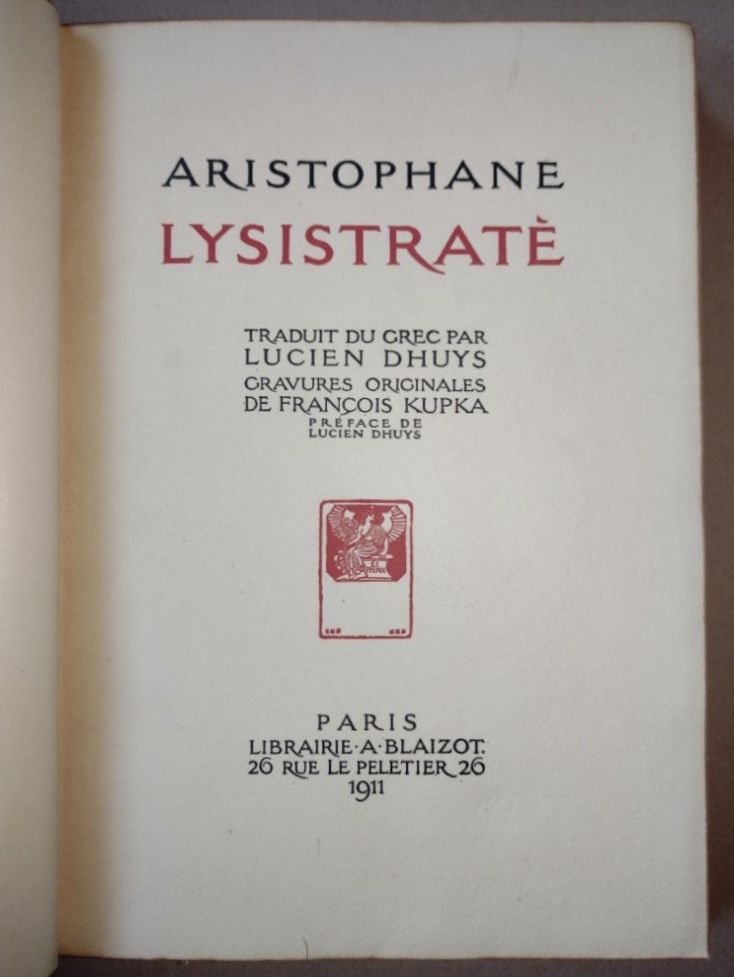 ARISTOPHANE
LYSISTRATÈ
TRADUIT DU GREC PAR
LUCIEN DHUYS
GRAVURES ORIGINALES
DE FRANÇOIS KUPKA
PRÉFACE DE
LUCIEN DHUYS
PARIS
LIBRAIRIE·A·BLAIZOT.
26 RUE LE PELETIER 26
1911